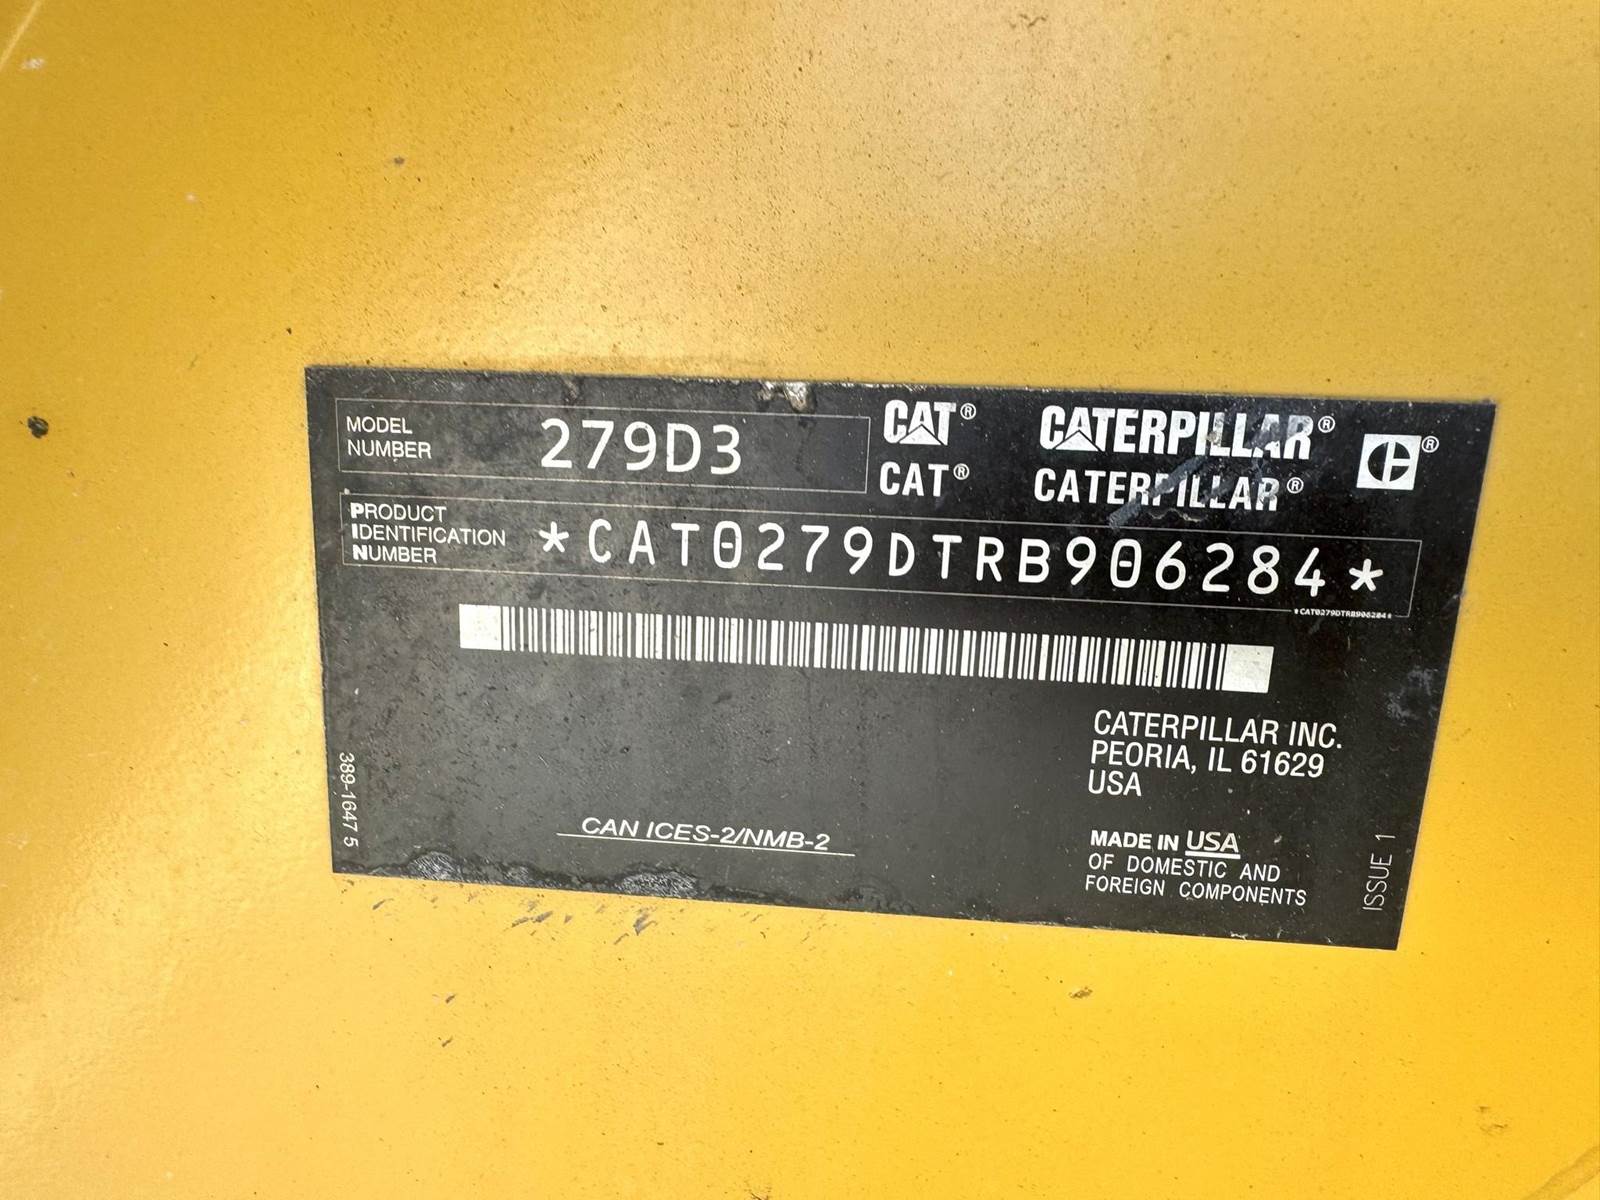 MODEL
NUMBER
279D3
CAT® CATERPILLAR® ®
CAT® CATERPILLAR®
PRODUCT
IDENTIFICATION
NUMBER
*CAT0279DTRB906284*
*CAT0279DTRB906284*
CATERPILLAR INC.
PEORIA, IL 61629
USA
389-1647 5
CAN ICES-2/NMB-2
MADE IN USA
OF DOMESTIC AND
FOREIGN COMPONENTS
ISSUE 1